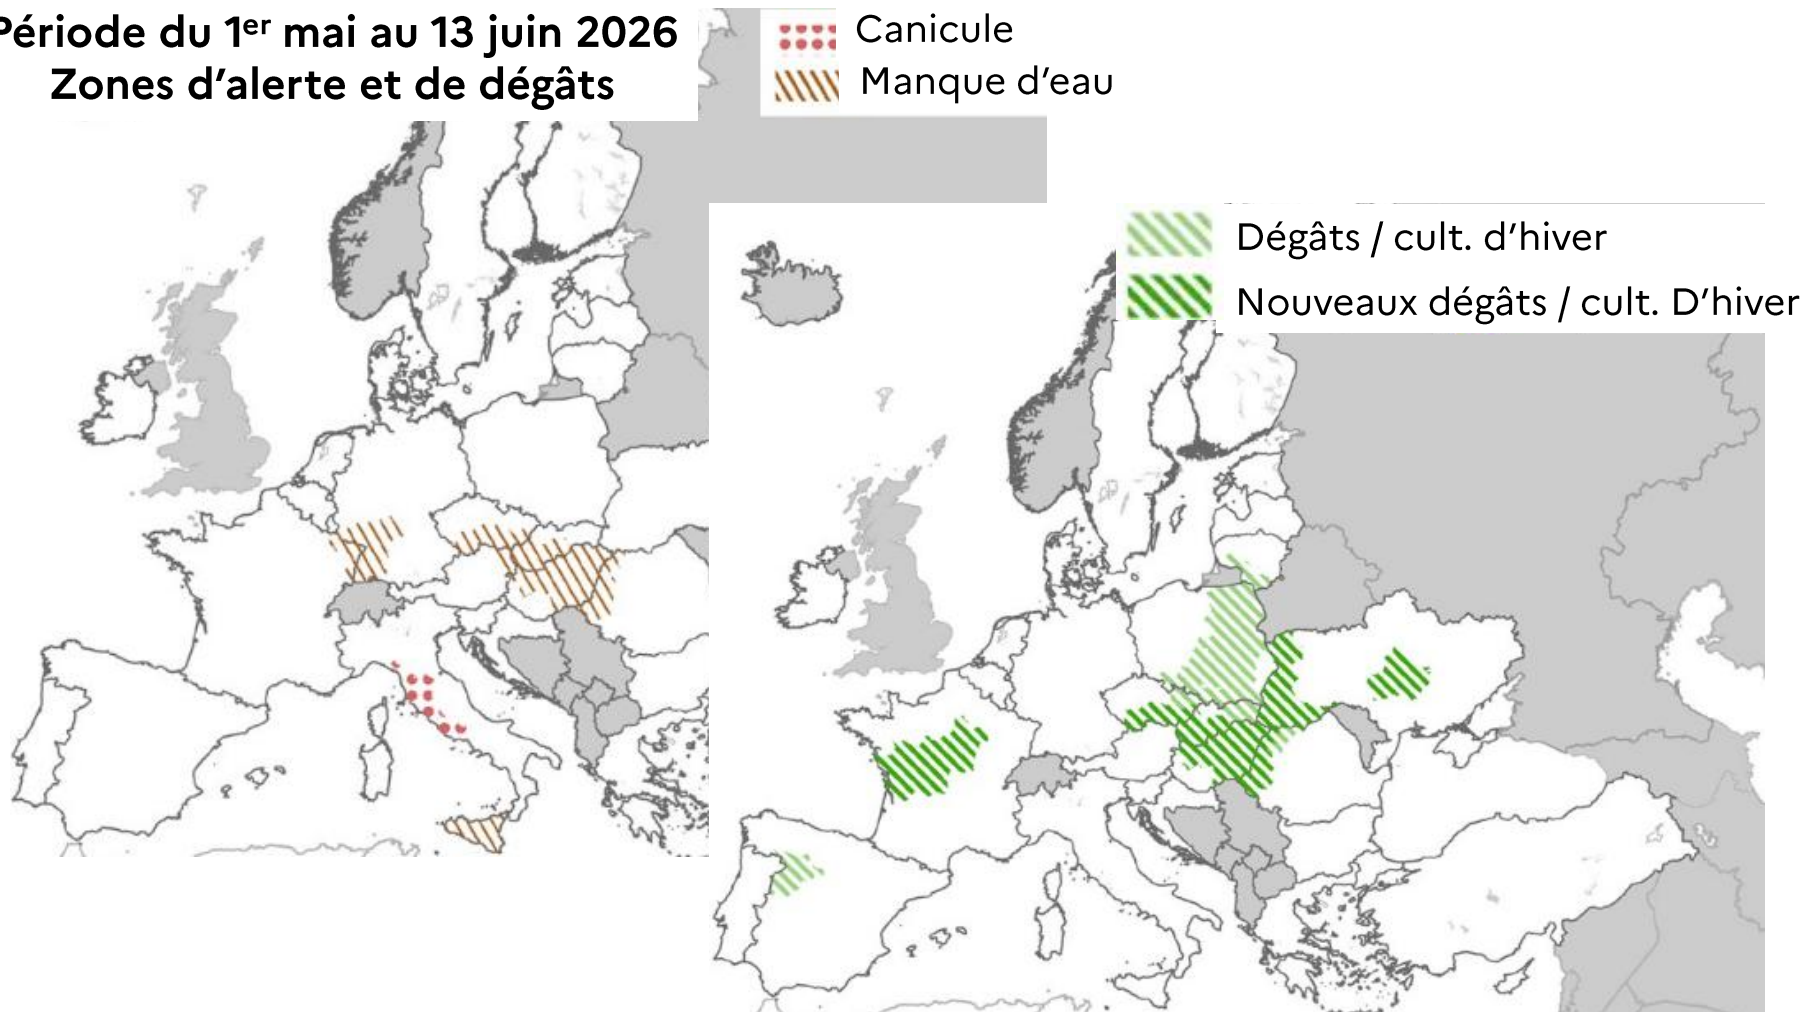 Période du 1er mai au 13 juin 2026
Zones d’alerte et de dégâts
Canicule
Manque d’eau
Dégâts / cult. d’hiver
Nouveaux dégâts / cult. D’hiver